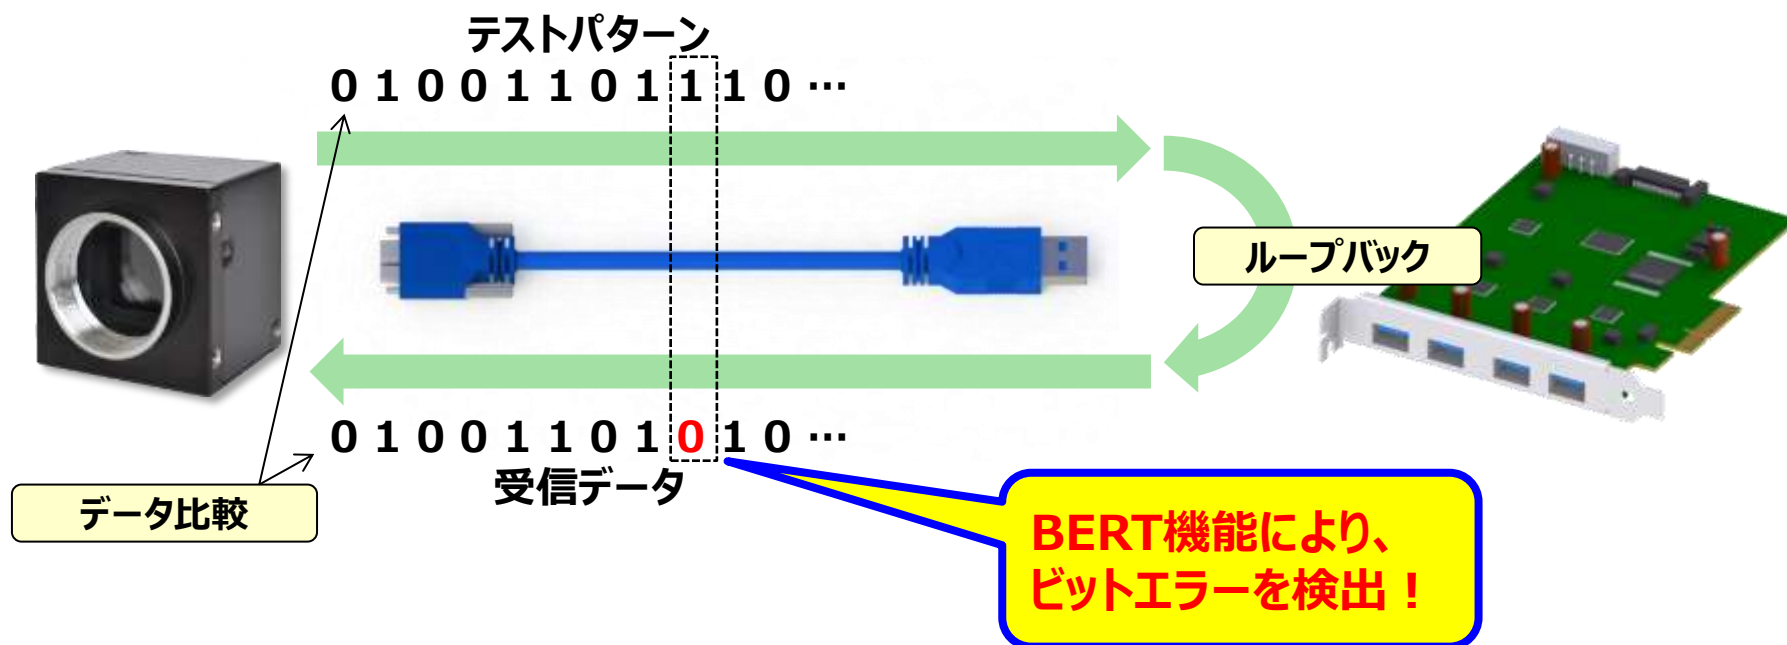 テストパターン
0 1 0 0 1 1 0 1 1 1 0 …
ループバック
0 1 0 0 1 1 0 1 0 1 0 …
受信データ
データ比較
BERT機能により、
ビットエラーを検出！